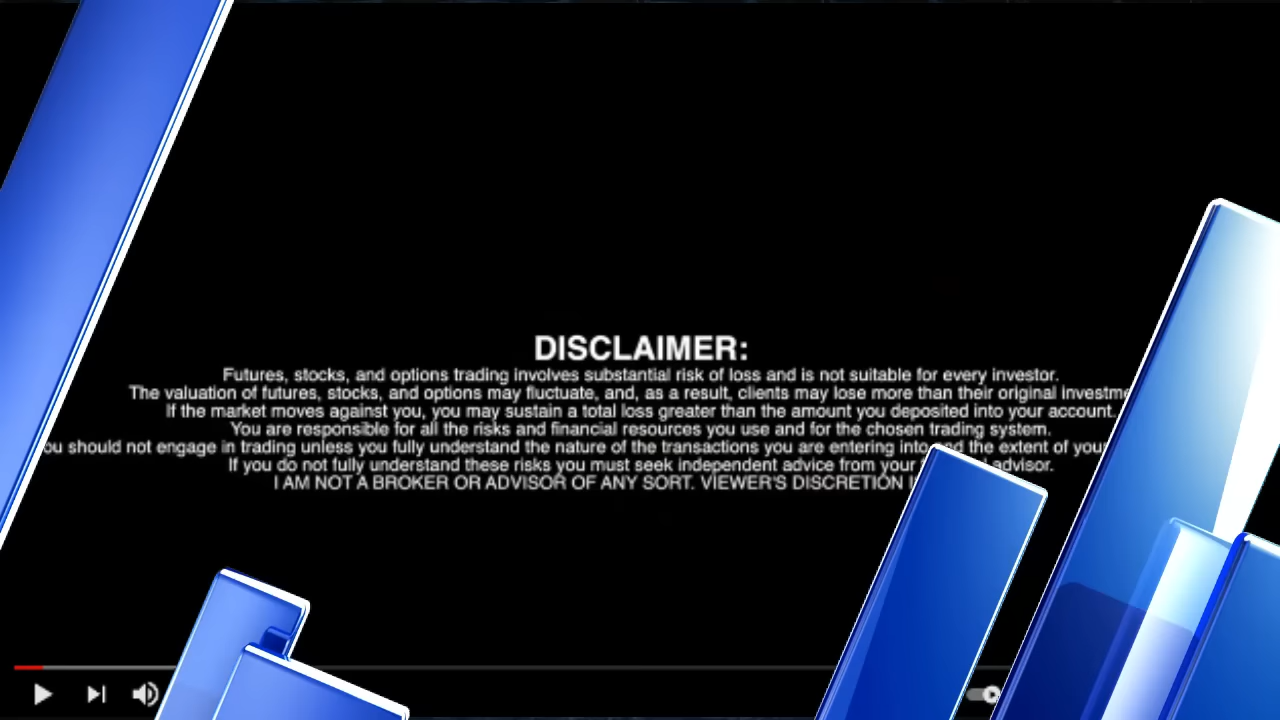 DISCLAIMER:
Futures, stocks, and options trading involves substantial risk of loss and is not suitable for every investor.
The valuation of futures, stocks, and options may fluctuate, and, as a result, clients may lose more than their original
If the market moves against you, you may sustain a total loss greater than the amount you deposited into your account.
You are responsible for all the risks and financial resources you use and for the chosen trading system.
should not engage in trading unless you fully understand the nature of the transactions you are entering the extent of your
If you do not fully understand these risks you must seek independent advice from your advisor.
I AM NOT A BROKER OR ADVISOR OF ANY SORT. VIEWER'S DISCRETION